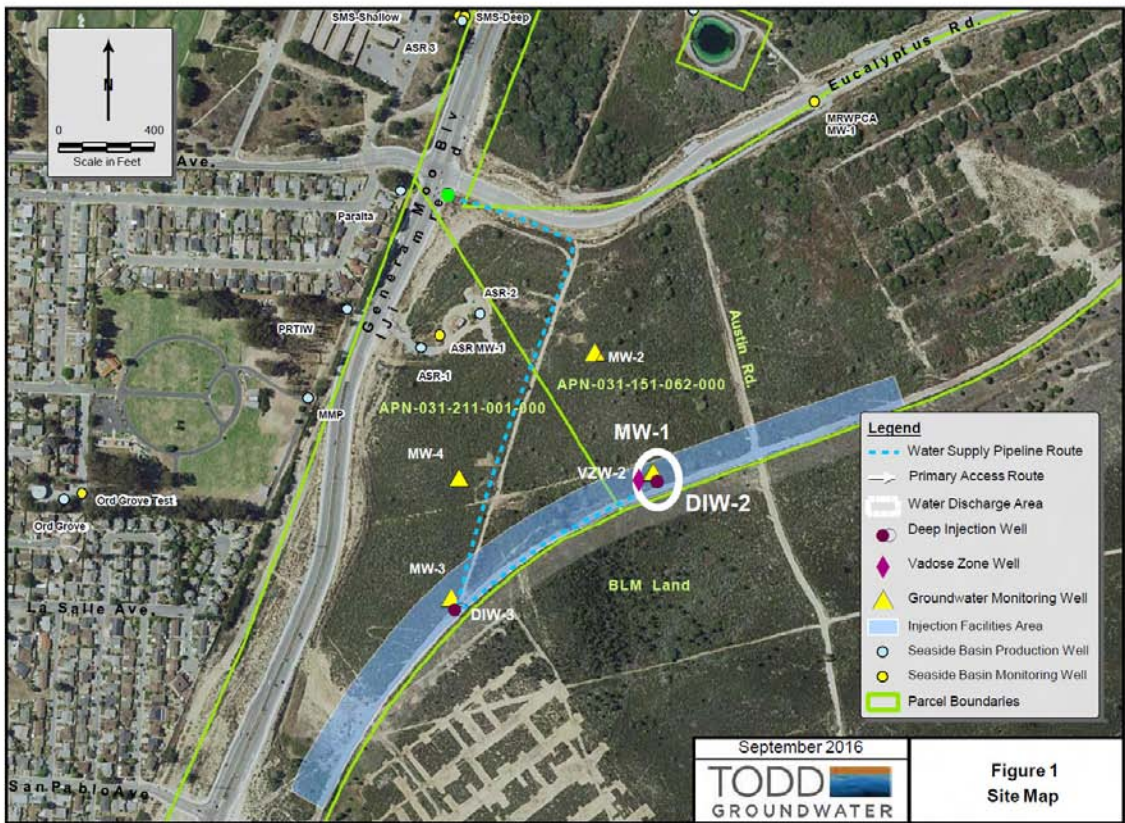 SMS-Shallow
SMS-Deep
ASR 3
Eucalyptus Rd.
N
0 400
Scale in Feet
Ave.
MRWPCA
MW-1
General Jim Moore Blvd.
Paralta
ASR-2
PRTIW
ASR MW-1
ASR-1
MW-2
Austin Rd.
APN-031-151-062-000
APN-031-211-001-000
MMP
MW-1
MW-4
VZW-2
DIW-2
Ord Grove Test
Ord Grove
MW-3
BLM Land
La Salle Ave.
DIW-3
San Pablo Ave
Legend
Water Supply Pipeline Route
Primary Access Route
Water Discharge Area
Deep Injection Well
Vadose Zone Well
Groundwater Monitoring Well
Injection Facilities Area
Seaside Basin Production Well
Seaside Basin Monitoring Well
Parcel Boundaries
September 2016
TODD
GROUNDWATER
Figure 1
Site Map